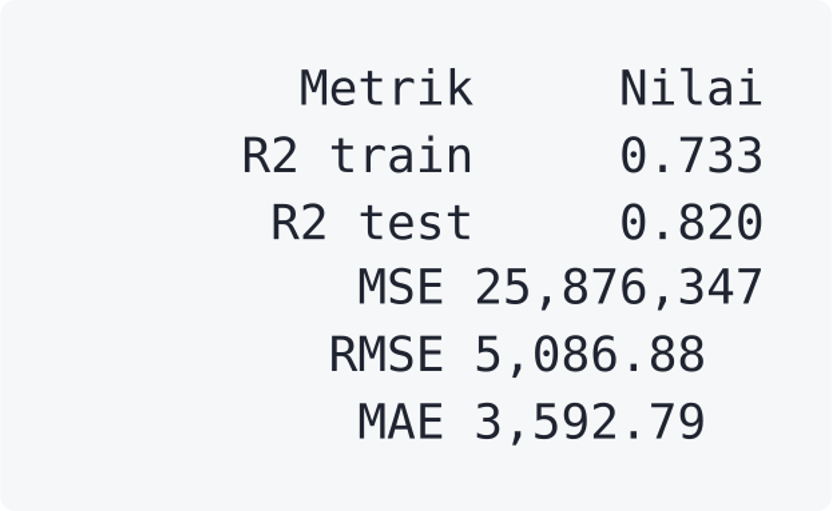 Metrik Nilai
R2 train 0.733
R2 test 0.820
MSE 25,876,347
RMSE 5,086.88
MAE 3,592.79